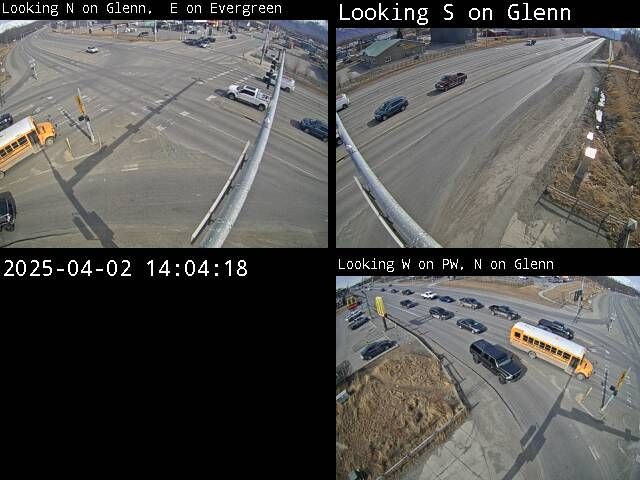 Looking N on Glenn,  E on Evergreen
Looking S on Glenn
2025-04-02 14:04:18
Looking W on PW, N on Glenn